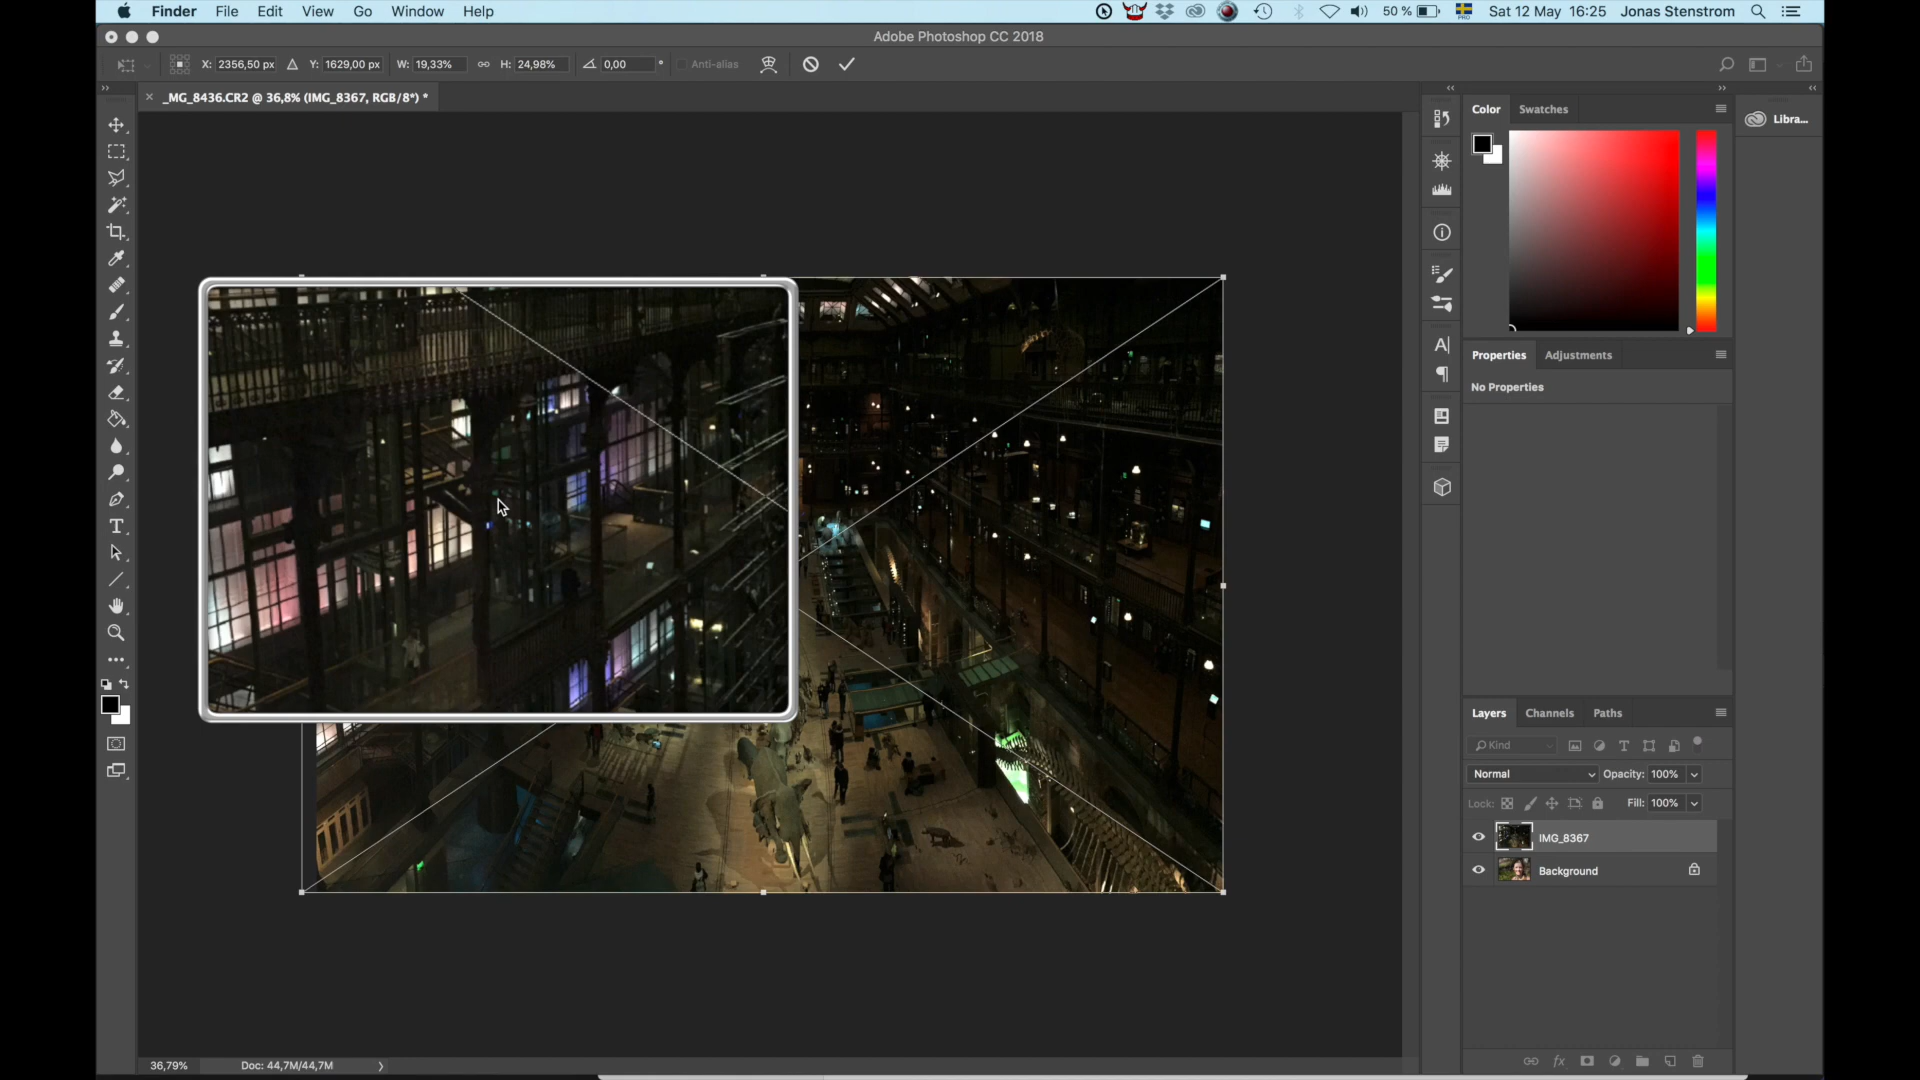 Finder File Edit View Go Window Help 50 % Sat 12 May 16:25 Jonas Stenstrom
Adobe Photoshop CC 2018
X: 2356,50 px Y: 1629,00 px W: 19,33% H: 24,98% 0,00 ° Anti-alias
_MG_8436.CR2 @ 36,8% (IMG_8367, RGB/8*) *
Color Swatches
Libra...
Properties Adjustments
No Properties
Layers Channels Paths
Kind
Normal Opacity: 100%
Lock: Fill: 100%
IMG_8367
Background
fx
36,79% Doc: 44,7M/44,7M